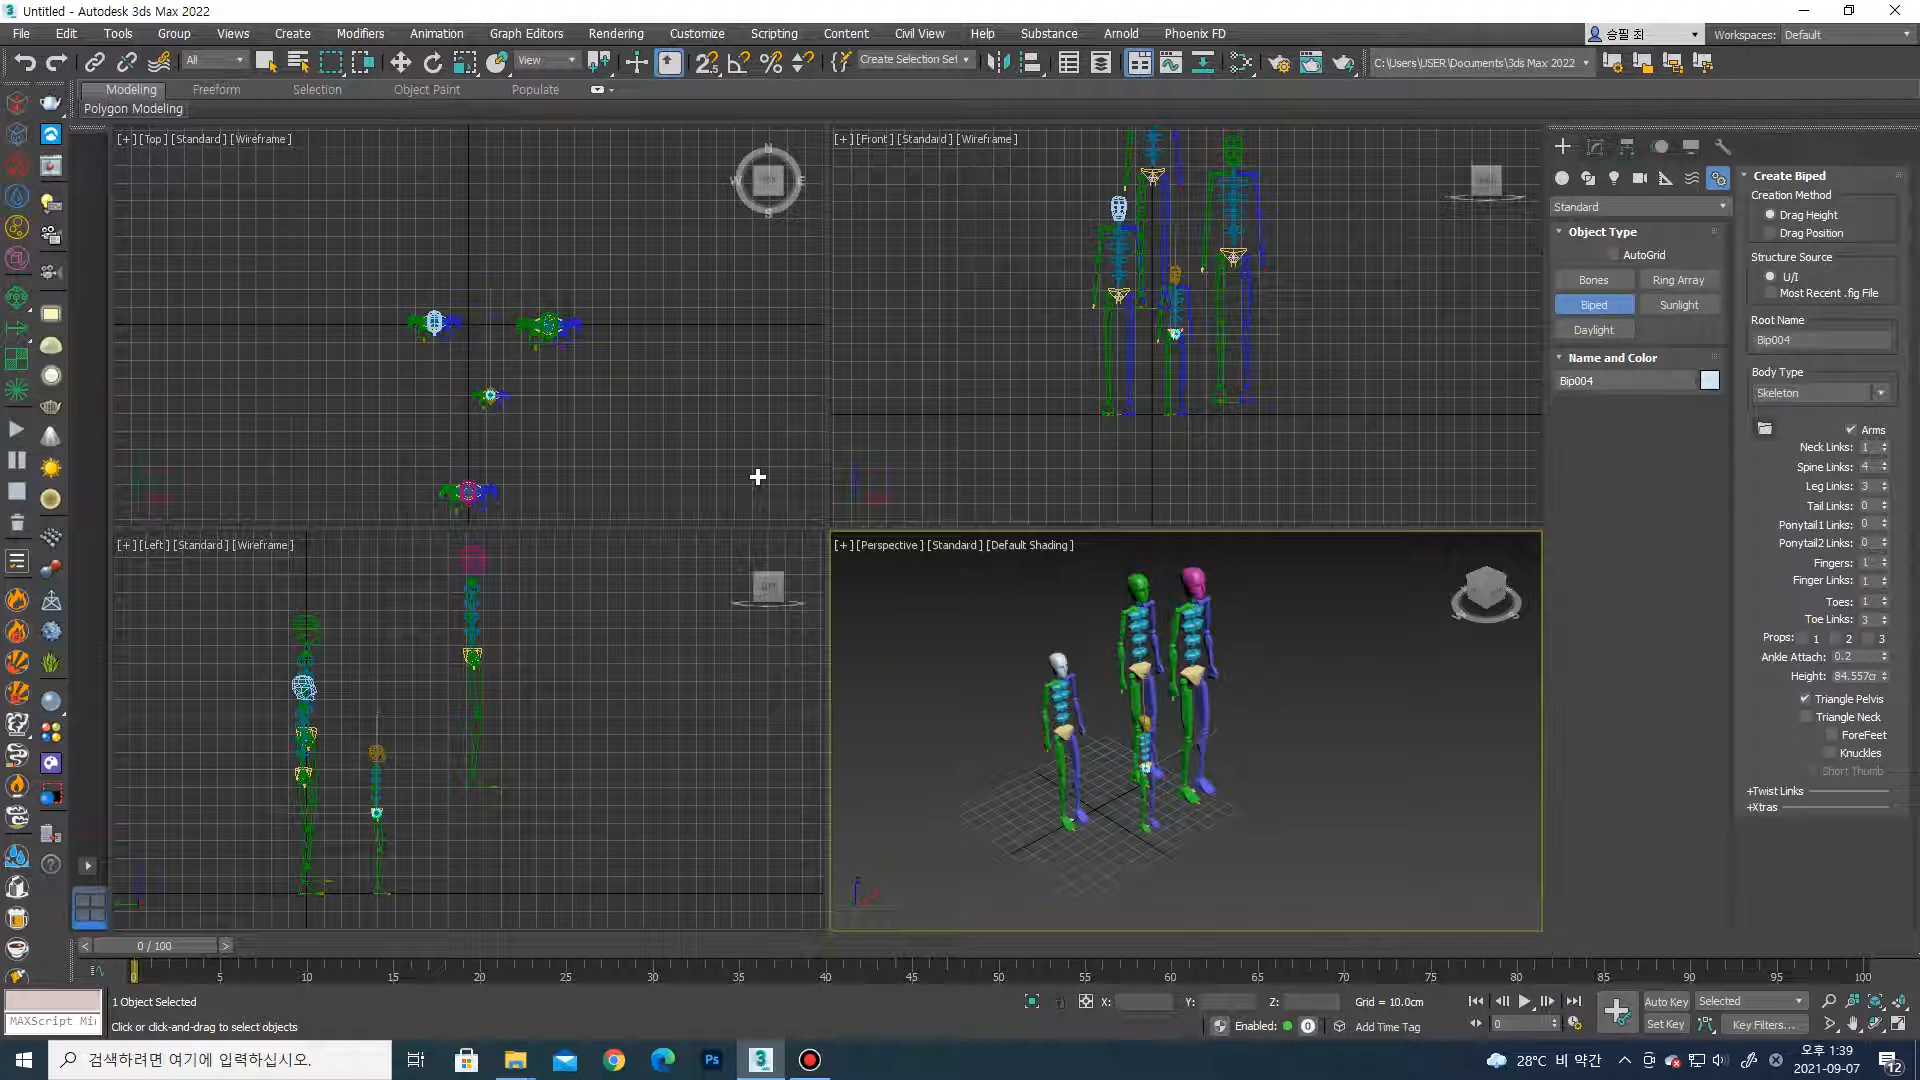 Untitled - Autodesk 3ds Max 2022
File Edit Tools Group Views Create Modifiers Animation Graph Editors Rendering Customize Scripting Content Civil View Help Substance Arnold Phoenix FD
승필 최 Workspaces: Default
All View Create Selection Set C:\Users\USER\Documents\3ds Max 2022
Modeling Freeform Selection Object Paint Populate
Polygon Modeling
[+] [Top] [Standard] [Wireframe]
N
W E
S
[+] [Front] [Standard] [Wireframe]
[+] [Left] [Standard] [Wireframe]
[+] [Perspective] [Standard] [Default Shading]
Standard
Object Type
AutoGrid
Bones Ring Array
Biped Sunlight
Daylight
Name and Color
Bip004
Create Biped
Creation Method
Drag Height
Drag Position
Structure Source
U/I
Most Recent .fig File
Root Name
Bip004
Body Type
Skeleton
Arms
Neck Links: 1
Spine Links: 4
Leg Links: 3
Tail Links: 0
Ponytail1 Links: 0
Ponytail2 Links: 0
Fingers: 1
Finger Links: 1
Toes: 1
Toe Links: 3
Props: 1 2 3
Ankle Attach: 0.2
Height: 84.557cr
Triangle Pelvis
Triangle Neck
ForeFeet
Knuckles
Short Thumb
+Twist Links
+Xtras
< 0 / 100 >
0 5 10 15 20 25 30 35 40 45 50 55 60 65 70 75 80 85 90 95 100
1 Object Selected
X: Y: Z: Grid = 10.0cm
Auto Key Selected
MAXScript Mi
Click or click-and-drag to select objects
Enabled: 0 Add Time Tag
0 Set Key Key Filters...
검색하려면 여기에 입력하십시오.
Ps
3
28°C 비 약간
오후 1:39
2021-09-07
12